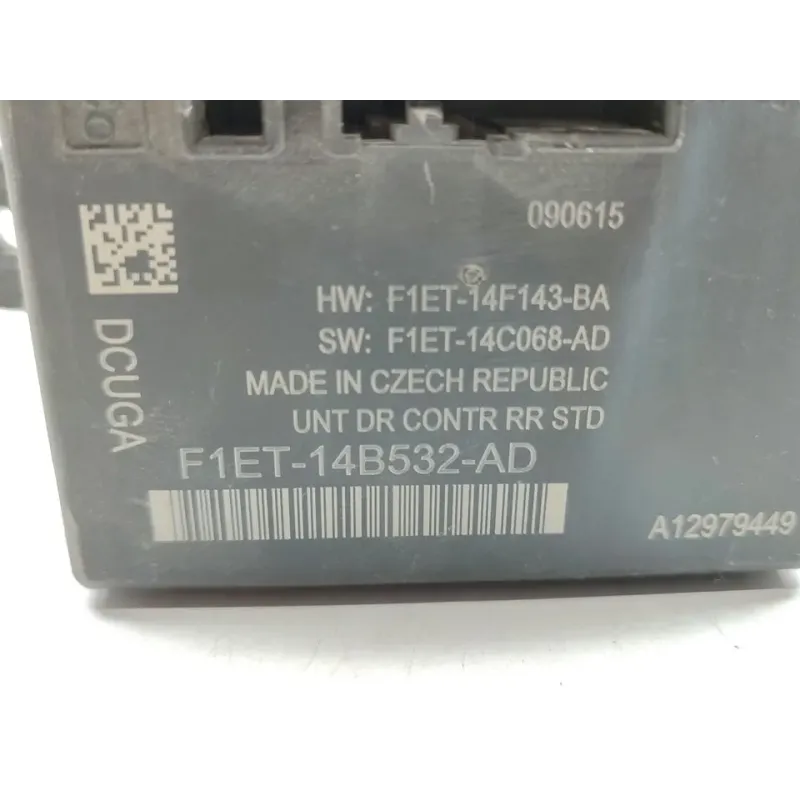 090615
HW: F1ET-14F143-BA
SW: F1ET-14C068-AD
MADE IN CZECH REPUBLIC
UNT DR CONTR RR STD
DCUGA
F1ET-14B532-AD
A12979449